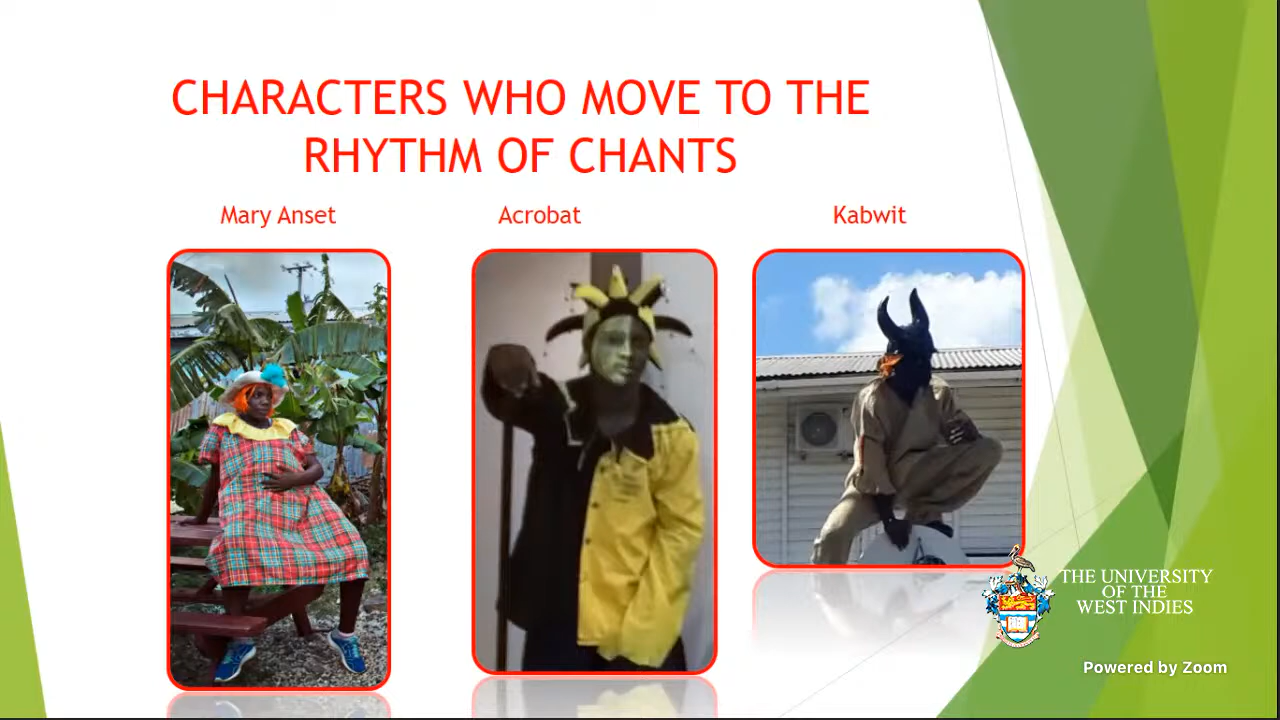 CHARACTERS WHO MOVE TO THE
RHYTHM OF CHANTS
Mary Anset
Acrobat
Kabwit
THE UNIVERSITY
OF THE
WEST INDIES
Powered by Zoom